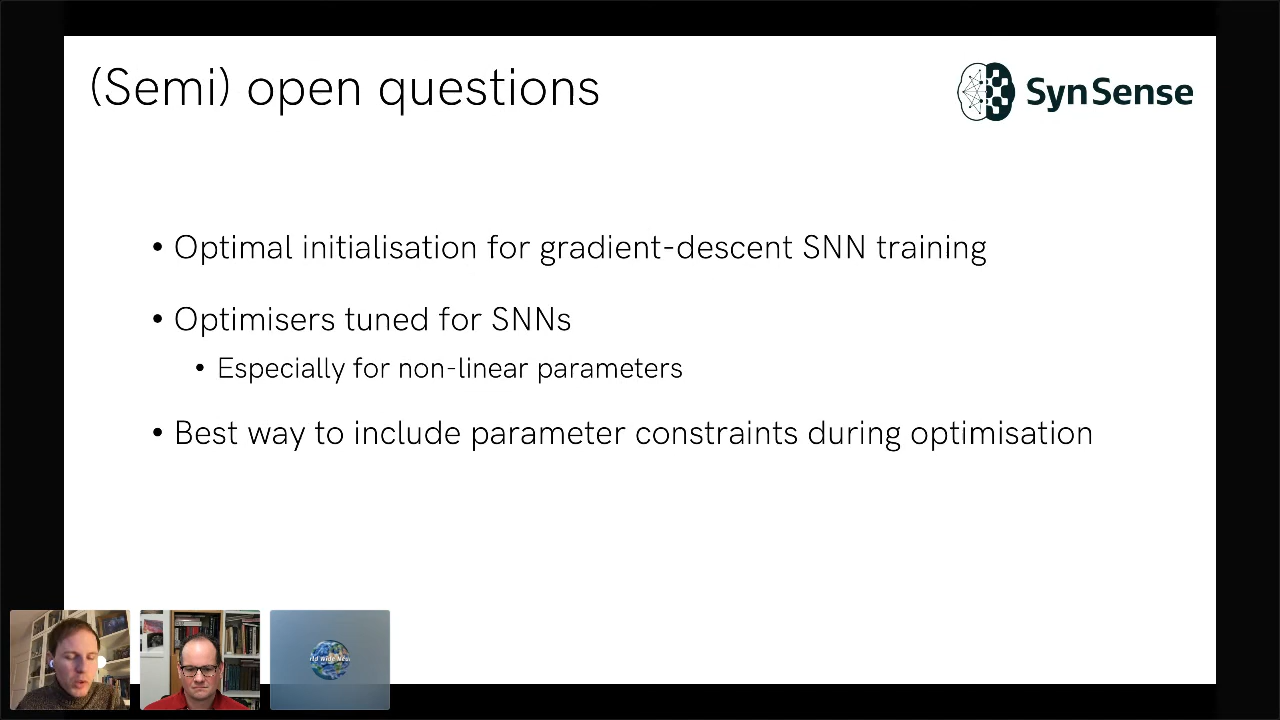 (Semi) open questions
SynSense
• Optimal initialisation for gradient-descent SNN training
• Optimisers tuned for SNNs
• Especially for non-linear parameters
• Best way to include parameter constraints during optimisation